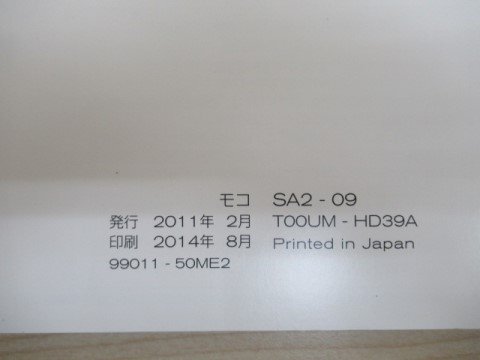 モコ SA2 - 09
発行 2011年 2月 T00UM - HD39A
印刷 2014年 8月 Printed in Japan
99011 - 50ME2